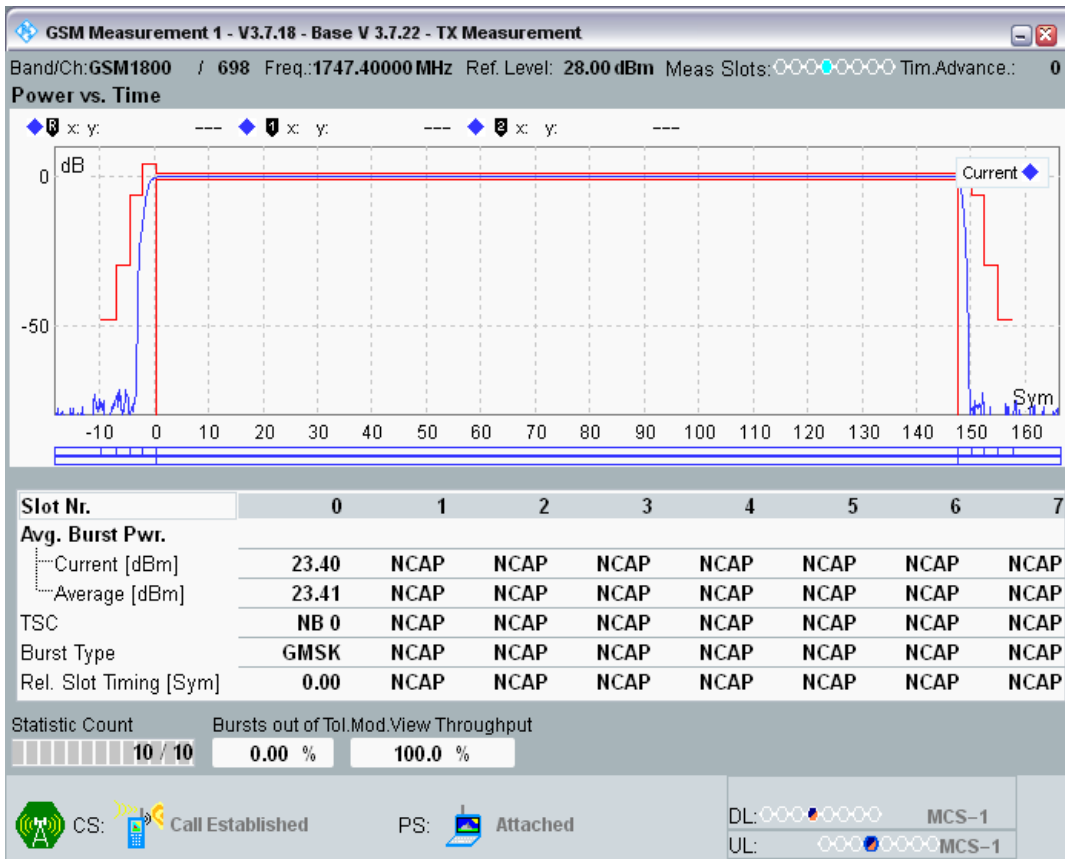 GSM Measurement 1 - V3.7.18 - Base V 3.7.22 - TX Measurement
Band/Ch:GSM1800 / 698 Freq.:1747.40000 MHz Ref. Level: 28.00 dBm Meas Slots: Tim.Advance.: 0
Power vs. Time
R x: y: --- 1 x: y: --- 2 x: y: ---
dB
Current
0
-50
Sym
-10 0 10 20 30 40 50 60 70 80 90 100 110 120 130 140 150 160
Slot Nr. 0 1 2 3 4 5 6 7
Avg. Burst Pwr.
Current [dBm] 23.40 NCAP NCAP NCAP NCAP NCAP NCAP NCAP
Average [dBm] 23.41 NCAP NCAP NCAP NCAP NCAP NCAP NCAP
TSC NB 0 NCAP NCAP NCAP NCAP NCAP NCAP NCAP
Burst Type GMSK NCAP NCAP NCAP NCAP NCAP NCAP NCAP
Rel. Slot Timing [Sym] 0.00 NCAP NCAP NCAP NCAP NCAP NCAP NCAP
Statistic Count Bursts out of Tol.Mod.View Throughput
10 / 10 0.00 % 100.0 %
CS: Call Established PS: Attached
DL: MCS-1
UL: MCS-1